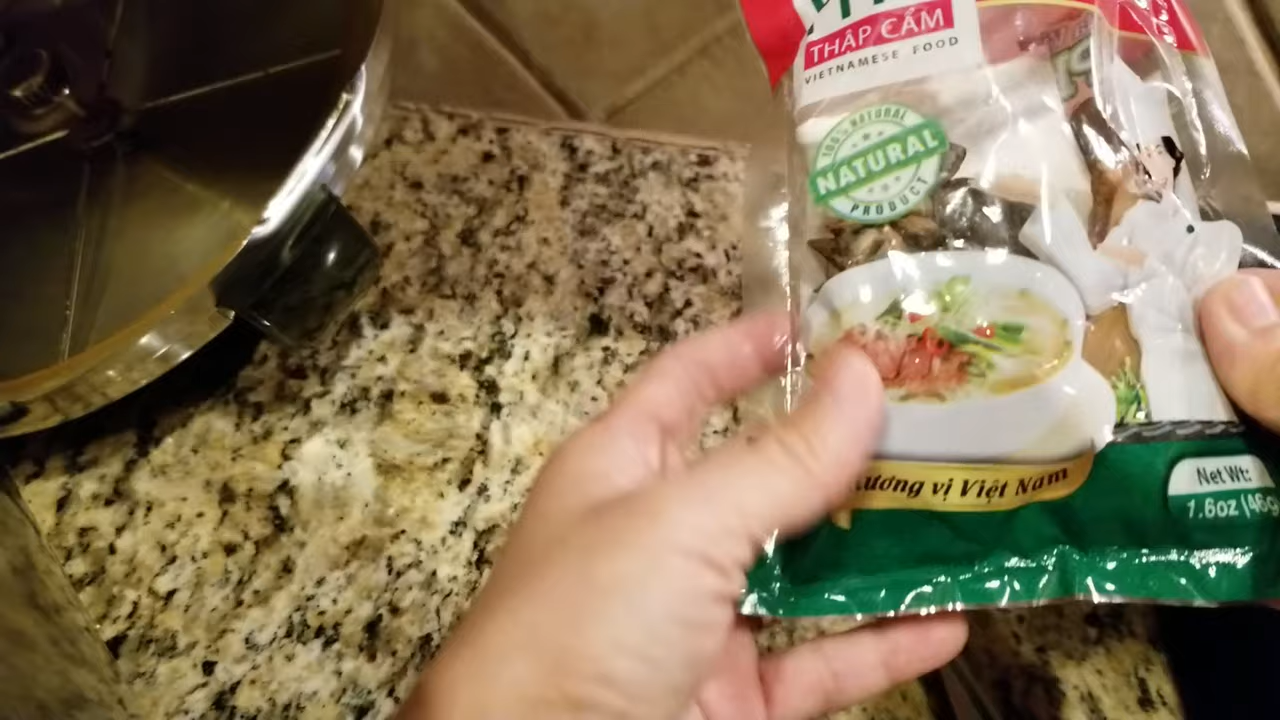 THẬP CẨM
VIETNAMESE FOOD
100% NATURAL
NATURAL
PRODUCT
ương vị Việt Nam
Net Wt:
1.6oz (46g